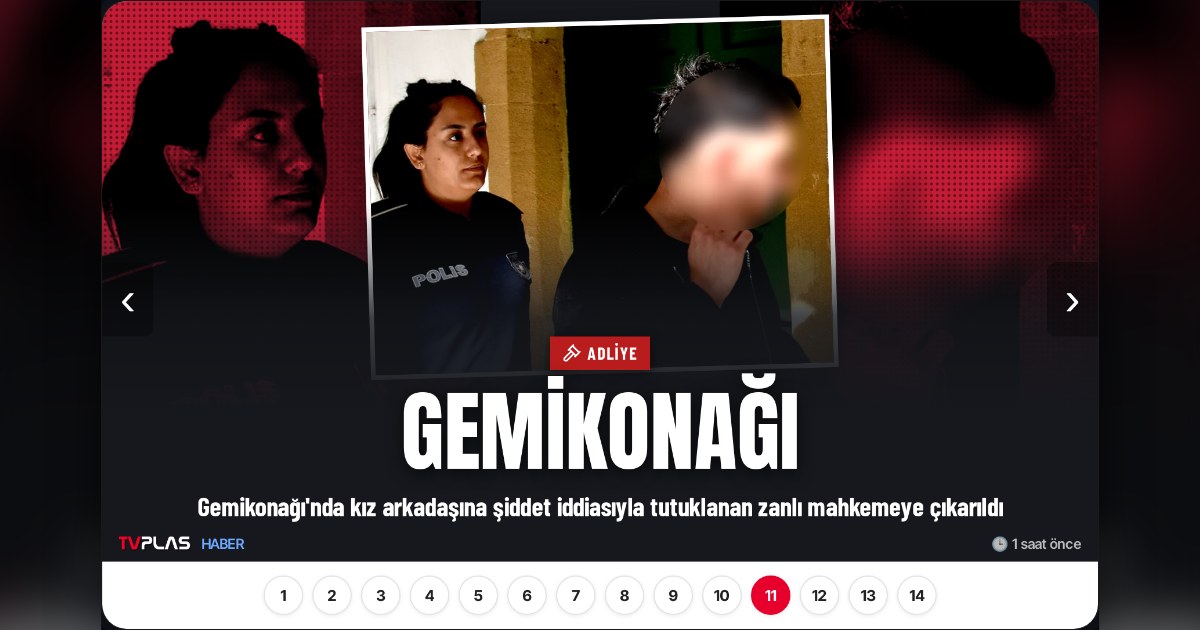 POLIS
ADLİYE
GEMİKONAĞI
Gemikonağı'nda kız arkadaşına şiddet iddiasıyla tutuklanan zanlı mahkemeye çıkarıldı
TVPLAS HABER
1 saat önce
1 2 3 4 5 6 7 8 9 10 11 12 13 14